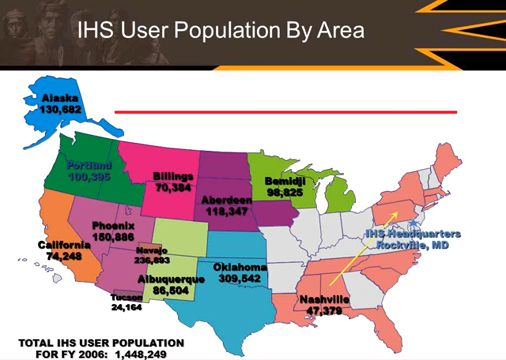 IHS User Population By Area
Alaska
130,682
Portland
100,395
Billings
70,384
Bemidji
98,825
Aberdeen
118,347
Phoenix
150,886
IHS Headquarters
Rockville, MD
California
74,248
Navajo
236,893
Oklahoma
309,542
Albuquerque
86,504
Tucson
24,164
Nashville
47,379
TOTAL IHS USER POPULATION
FOR FY 2006: 1,448,249